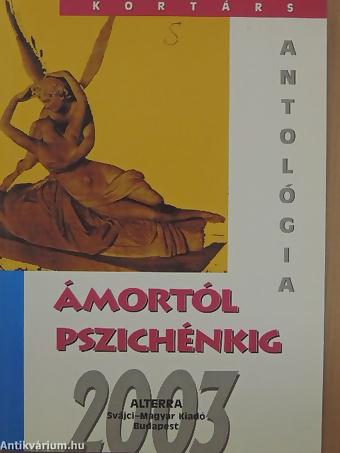 KORTÁRS
ANTOLÓGIA
S
ÁMORTÓL
PSZICHÉNKIG
2003
ALTERRA
Svájci-Magyar Kiadó
Budapest
Antikvárium.hu